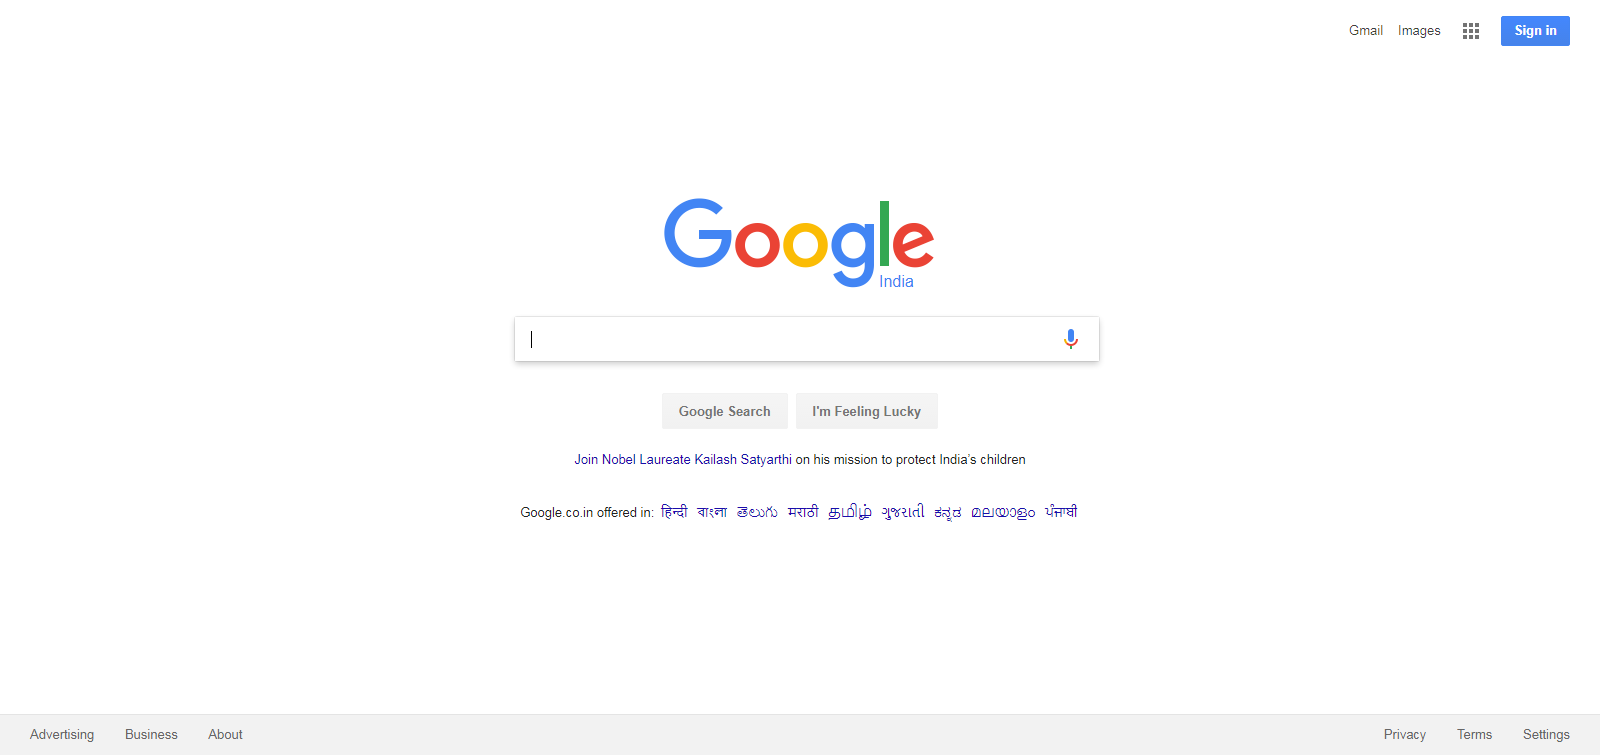 Gmail Images Sign in
Google
India
Google Search I'm Feeling Lucky
Join Nobel Laureate Kailash Satyarthi on his mission to protect India’s children
Google.co.in offered in: हिन्दी বাংলা తెలుగు मराठी தமிழ் ગુજરાતી ಕನ್ನಡ മലയാളം ਪੰਜਾਬੀ
Advertising Business About Privacy Terms Settings